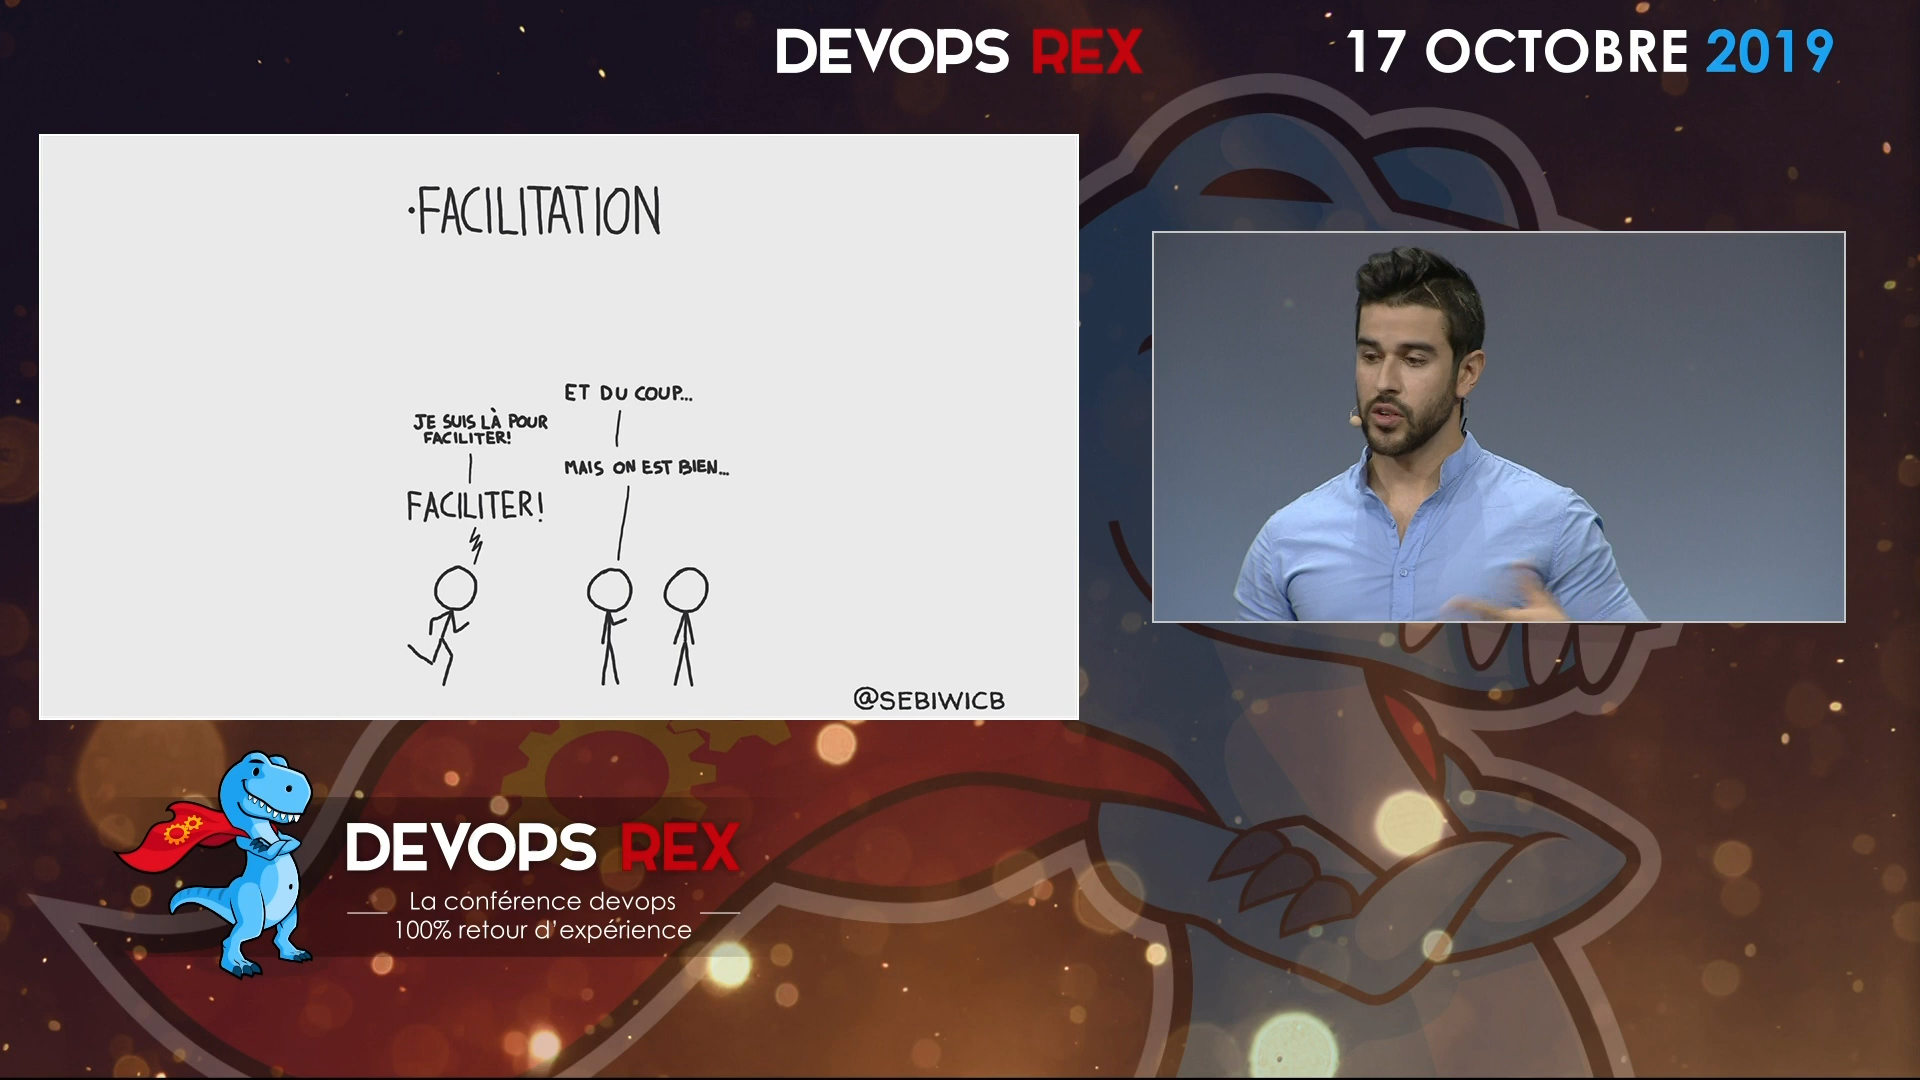 DEVOPS REX
17 OCTOBRE 2019
·FACILITATION
ET DU COUP...
JE SUIS LÀ POUR
FACILITER!
MAIS ON EST BIEN...
FACILITER!
@SEBIWICB
DEVOPS REX
La conférence devops
100% retour d'expérience